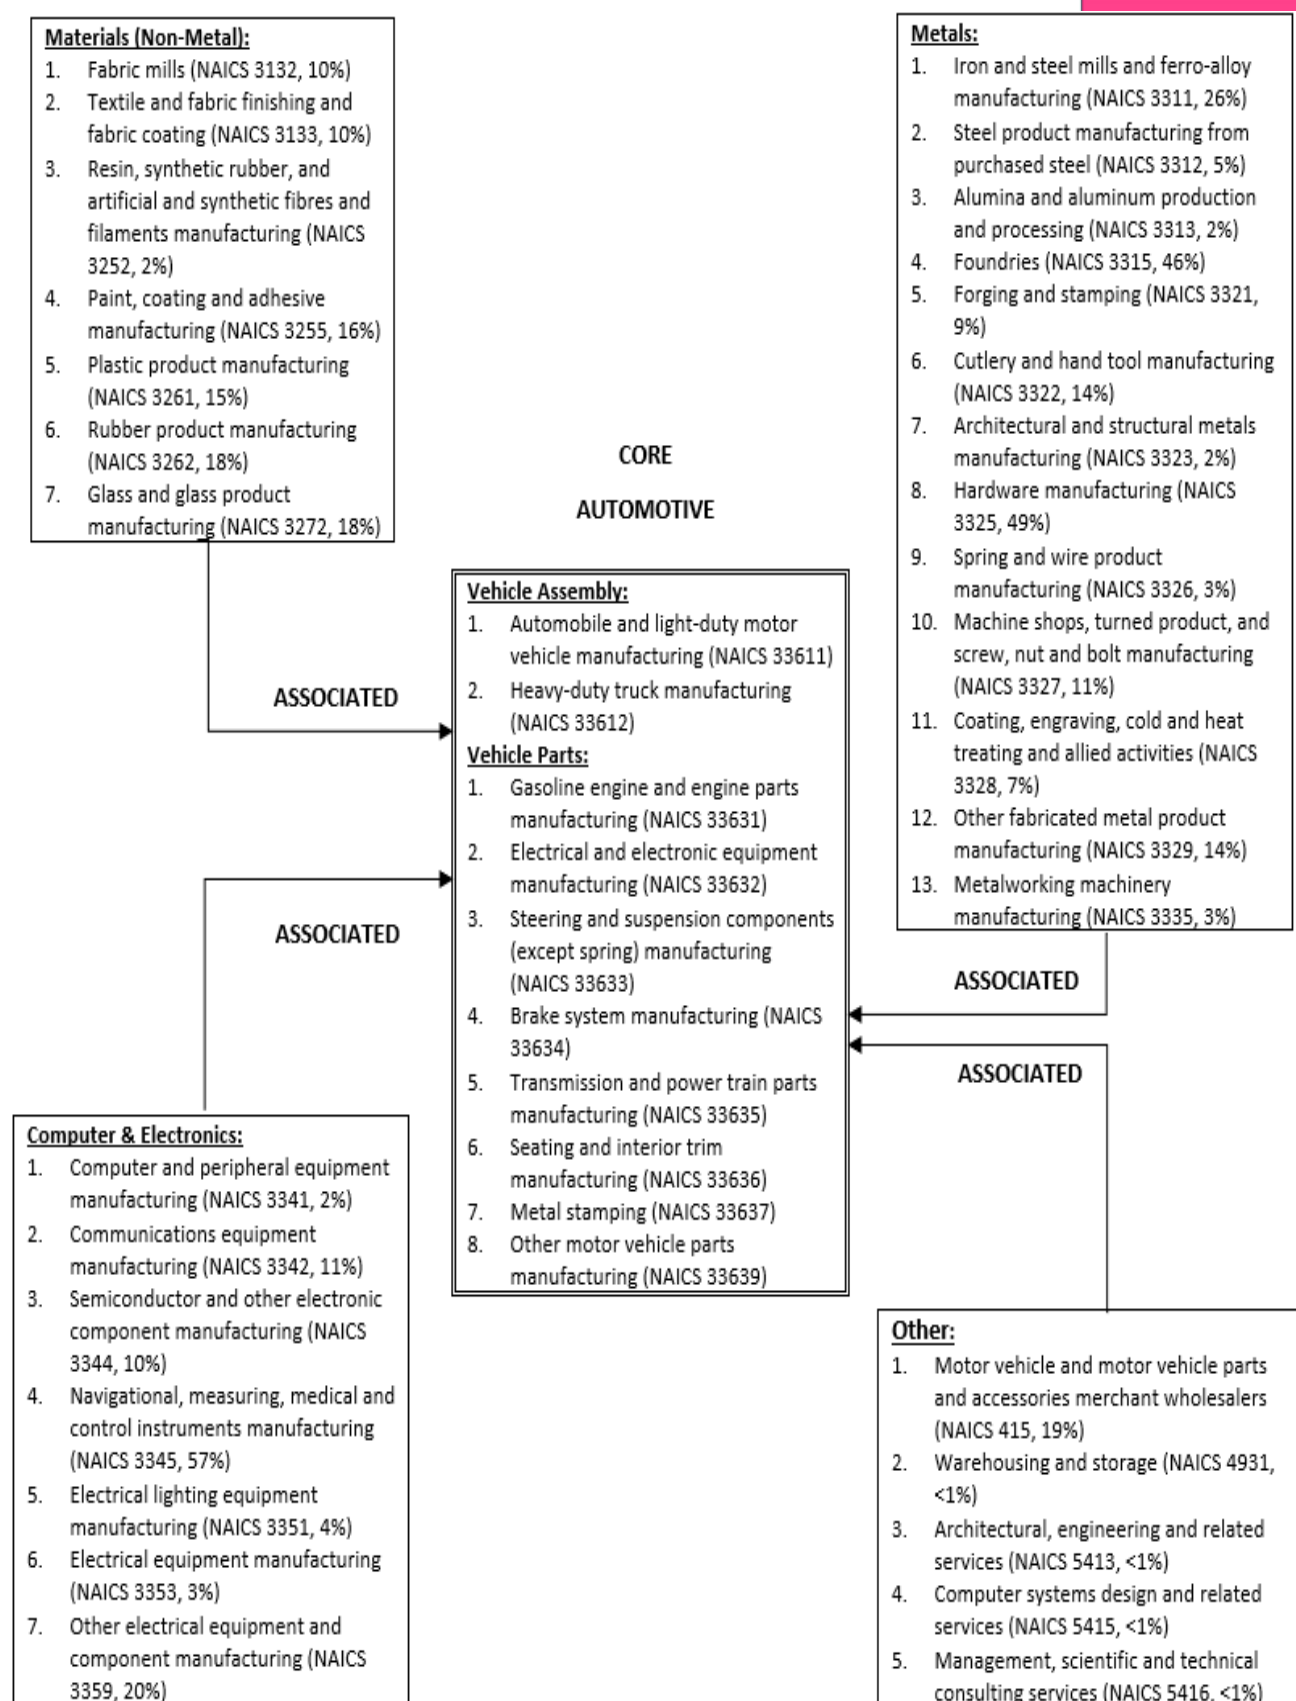 Materials (Non-Metal):
1. Fabric mills (NAICS 3132, 10%)
2. Textile and fabric finishing and
fabric coating (NAICS 3133, 10%)
3. Resin, synthetic rubber, and
artificial and synthetic fibres and
filaments manufacturing (NAICS
3252, 2%)
4. Paint, coating and adhesive
manufacturing (NAICS 3255, 16%)
5. Plastic product manufacturing
(NAICS 3261, 15%)
6. Rubber product manufacturing
(NAICS 3262, 18%)
7. Glass and glass product
manufacturing (NAICS 3272, 18%)
Metals:
1. Iron and steel mills and ferro-alloy
manufacturing (NAICS 3311, 26%)
2. Steel product manufacturing from
purchased steel (NAICS 3312, 5%)
3. Alumina and aluminum production
and processing (NAICS 3313, 2%)
4. Foundries (NAICS 3315, 46%)
5. Forging and stamping (NAICS 3321,
9%)
6. Cutlery and hand tool manufacturing
(NAICS 3322, 14%)
7. Architectural and structural metals
manufacturing (NAICS 3323, 2%)
8. Hardware manufacturing (NAICS
3325, 49%)
9. Spring and wire product
manufacturing (NAICS 3326, 3%)
10. Machine shops, turned product, and
screw, nut and bolt manufacturing
(NAICS 3327, 11%)
11. Coating, engraving, cold and heat
treating and allied activities (NAICS
3328, 7%)
12. Other fabricated metal product
manufacturing (NAICS 3329, 14%)
13. Metalworking machinery
manufacturing (NAICS 3335, 3%)
CORE
AUTOMOTIVE
Vehicle Assembly:
1. Automobile and light-duty motor
vehicle manufacturing (NAICS 33611)
2. Heavy-duty truck manufacturing
(NAICS 33612)
Vehicle Parts:
1. Gasoline engine and engine parts
manufacturing (NAICS 33631)
2. Electrical and electronic equipment
manufacturing (NAICS 33632)
3. Steering and suspension components
(except spring) manufacturing
(NAICS 33633)
4. Brake system manufacturing (NAICS
33634)
5. Transmission and power train parts
manufacturing (NAICS 33635)
6. Seating and interior trim
manufacturing (NAICS 33636)
7. Metal stamping (NAICS 33637)
8. Other motor vehicle parts
manufacturing (NAICS 33639)
ASSOCIATED
ASSOCIATED
ASSOCIATED
ASSOCIATED
Computer & Electronics:
1. Computer and peripheral equipment
manufacturing (NAICS 3341, 2%)
2. Communications equipment
manufacturing (NAICS 3342, 11%)
3. Semiconductor and other electronic
component manufacturing (NAICS
3344, 10%)
4. Navigational, measuring, medical and
control instruments manufacturing
(NAICS 3345, 57%)
5. Electrical lighting equipment
manufacturing (NAICS 3351, 4%)
6. Electrical equipment manufacturing
(NAICS 3353, 3%)
7. Other electrical equipment and
component manufacturing (NAICS
3359, 20%)
Other:
1. Motor vehicle and motor vehicle parts
and accessories merchant wholesalers
(NAICS 415, 19%)
2. Warehousing and storage (NAICS 4931,
<1%)
3. Architectural, engineering and related
services (NAICS 5413, <1%)
4. Computer systems design and related
services (NAICS 5415, <1%)
5. Management, scientific and technical
consulting services (NAICS 5416, <1%)